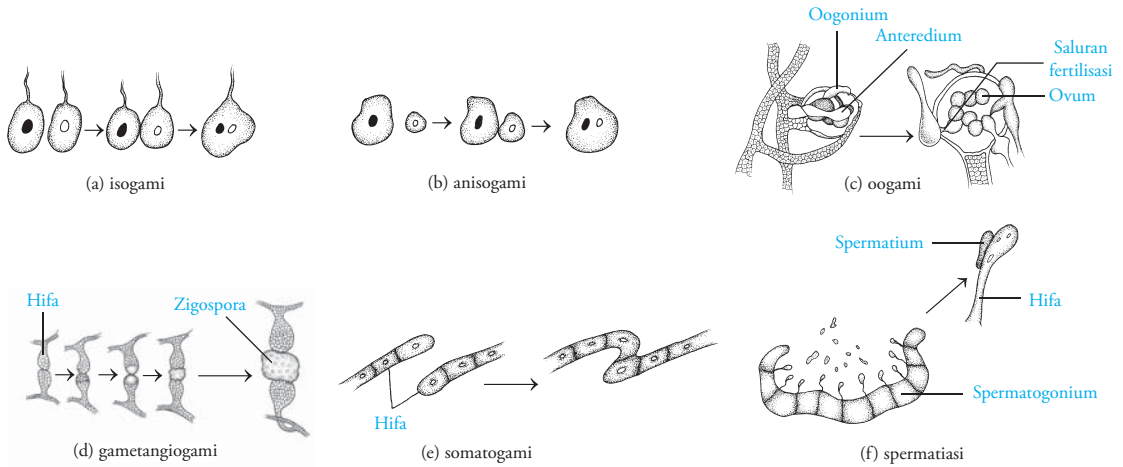 Oogonium
Anteredium
Saluran
fertilisasi
Ovum
(a) isogami
(b) anisogami
(c) oogami
Hifa
Zigospora
(d) gametangiogami
Hifa
(e) somatogami
Spermatium
Hifa
Spermatogonium
(f) spermatiasi